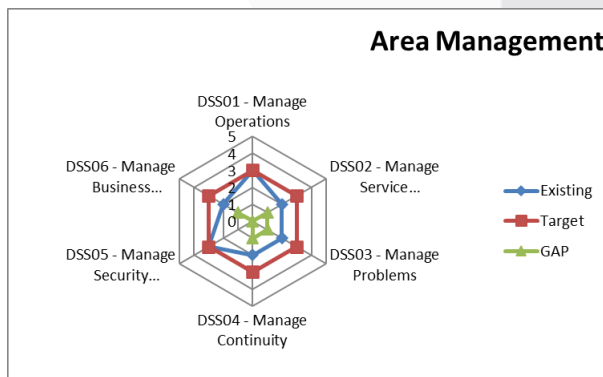 Area Management
DSS01 - Manage
Operations
5
4
3
2
1
0
DSS02 - Manage
Service...
DSS03 - Manage
Problems
DSS04 - Manage
Continuity
DSS05 - Manage
Security...
DSS06 - Manage
Business...
Existing
Target
GAP